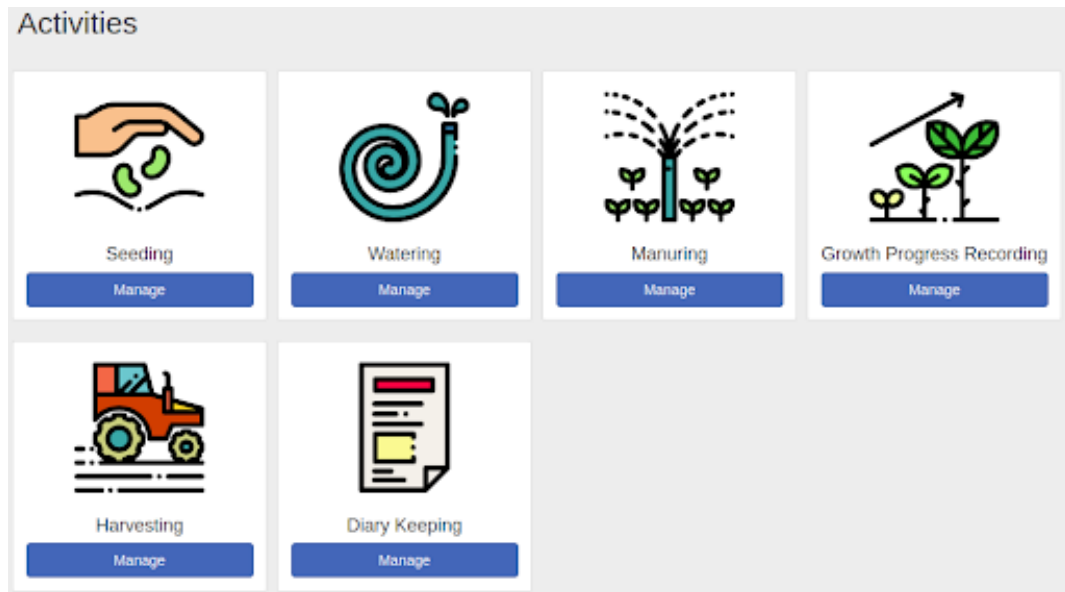 Activities
Seeding
Watering
Manuring
Growth Progress Recording
Manage
Manage
Manage
Manage
Harvesting
Diary Keeping
Manage
Manage